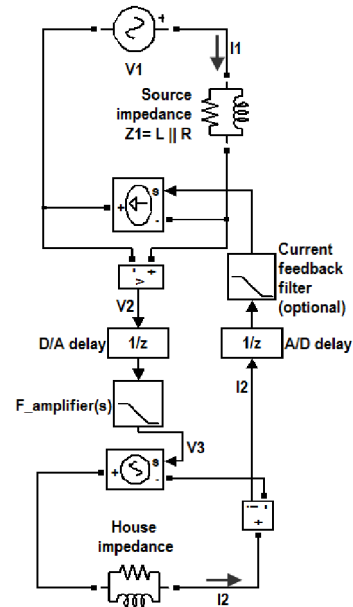 +
V1
I1
Source
impedance
Z1= L || R
s
+
-
- +
v
V2
Current
feedback
filter
(optional)
D/A delay
1/z
1/z
A/D delay
I2
F_amplifier(s)
V3
s
+
-
i -
+
House
impedance
I2